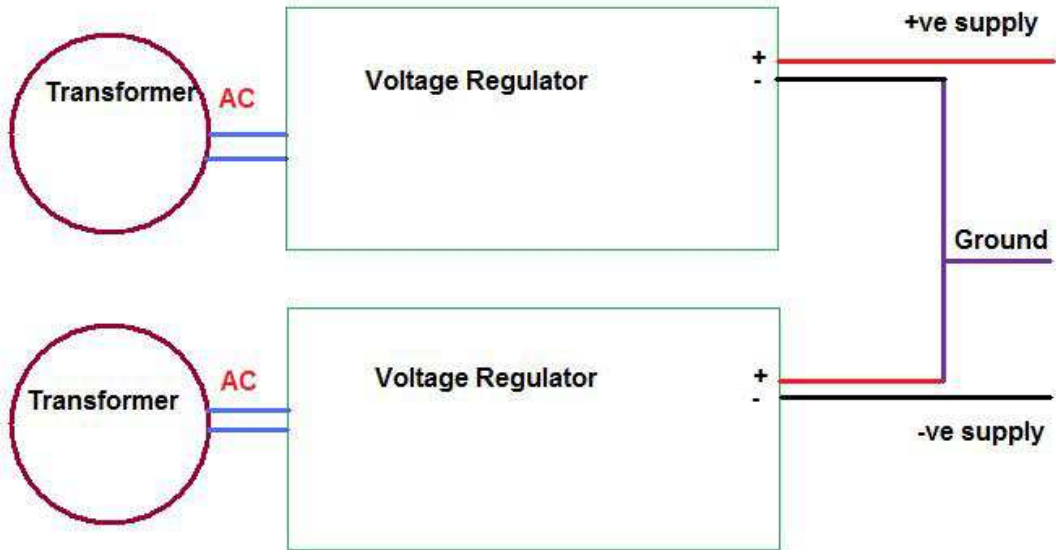 +ve supply
Transformer
AC
Voltage Regulator
+
-
Ground
Transformer
AC
Voltage Regulator
+
-
-ve supply